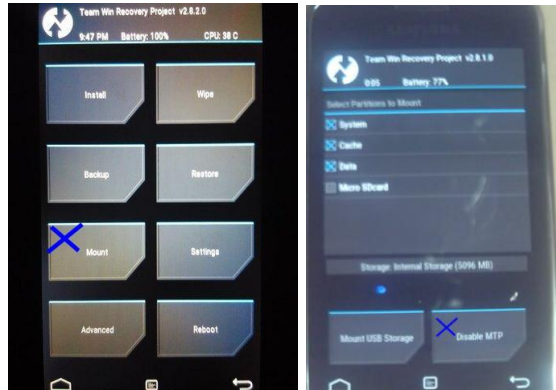 Team Win Recovery Project v2.8.2.0
9:47 PM Battery: 100% CPU: 38 C
Install
Wipe
Backup
Restore
Mount
Settings
Advanced
Reboot
Team Win Recovery Project v2.8.1.0
0:05 Battery: 77%
Select Partitions to Mount
System
Cache
Data
Micro SDcard
Storage: Internal Storage (5096 MB)
Mount USB Storage
Disable MTP